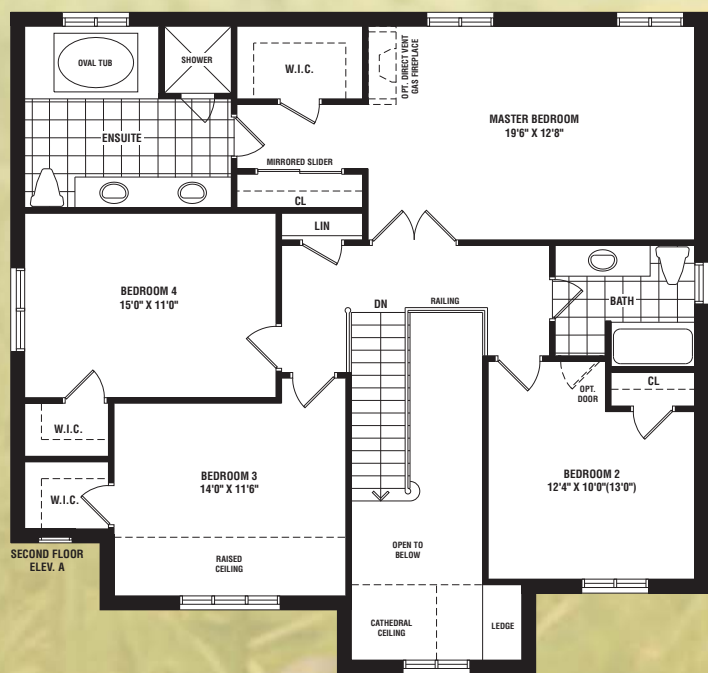 OVAL TUB
SHOWER
W.I.C.
OPT. DIRECT VENT
GAS FIREPLACE
MASTER BEDROOM
19'6" X 12'8"
ENSUITE
MIRRORED SLIDER
CL
LIN
BEDROOM 4
15'0" X 11'0"
DN
RAILING
BATH
W.I.C.
OPT.
DOOR
CL
W.I.C.
BEDROOM 3
14'0" X 11'6"
BEDROOM 2
12'4" X 10'0"(13'0")
SECOND FLOOR
ELEV. A
RAISED
CEILING
OPEN TO
BELOW
CATHEDRAL
CEILING
LEDGE